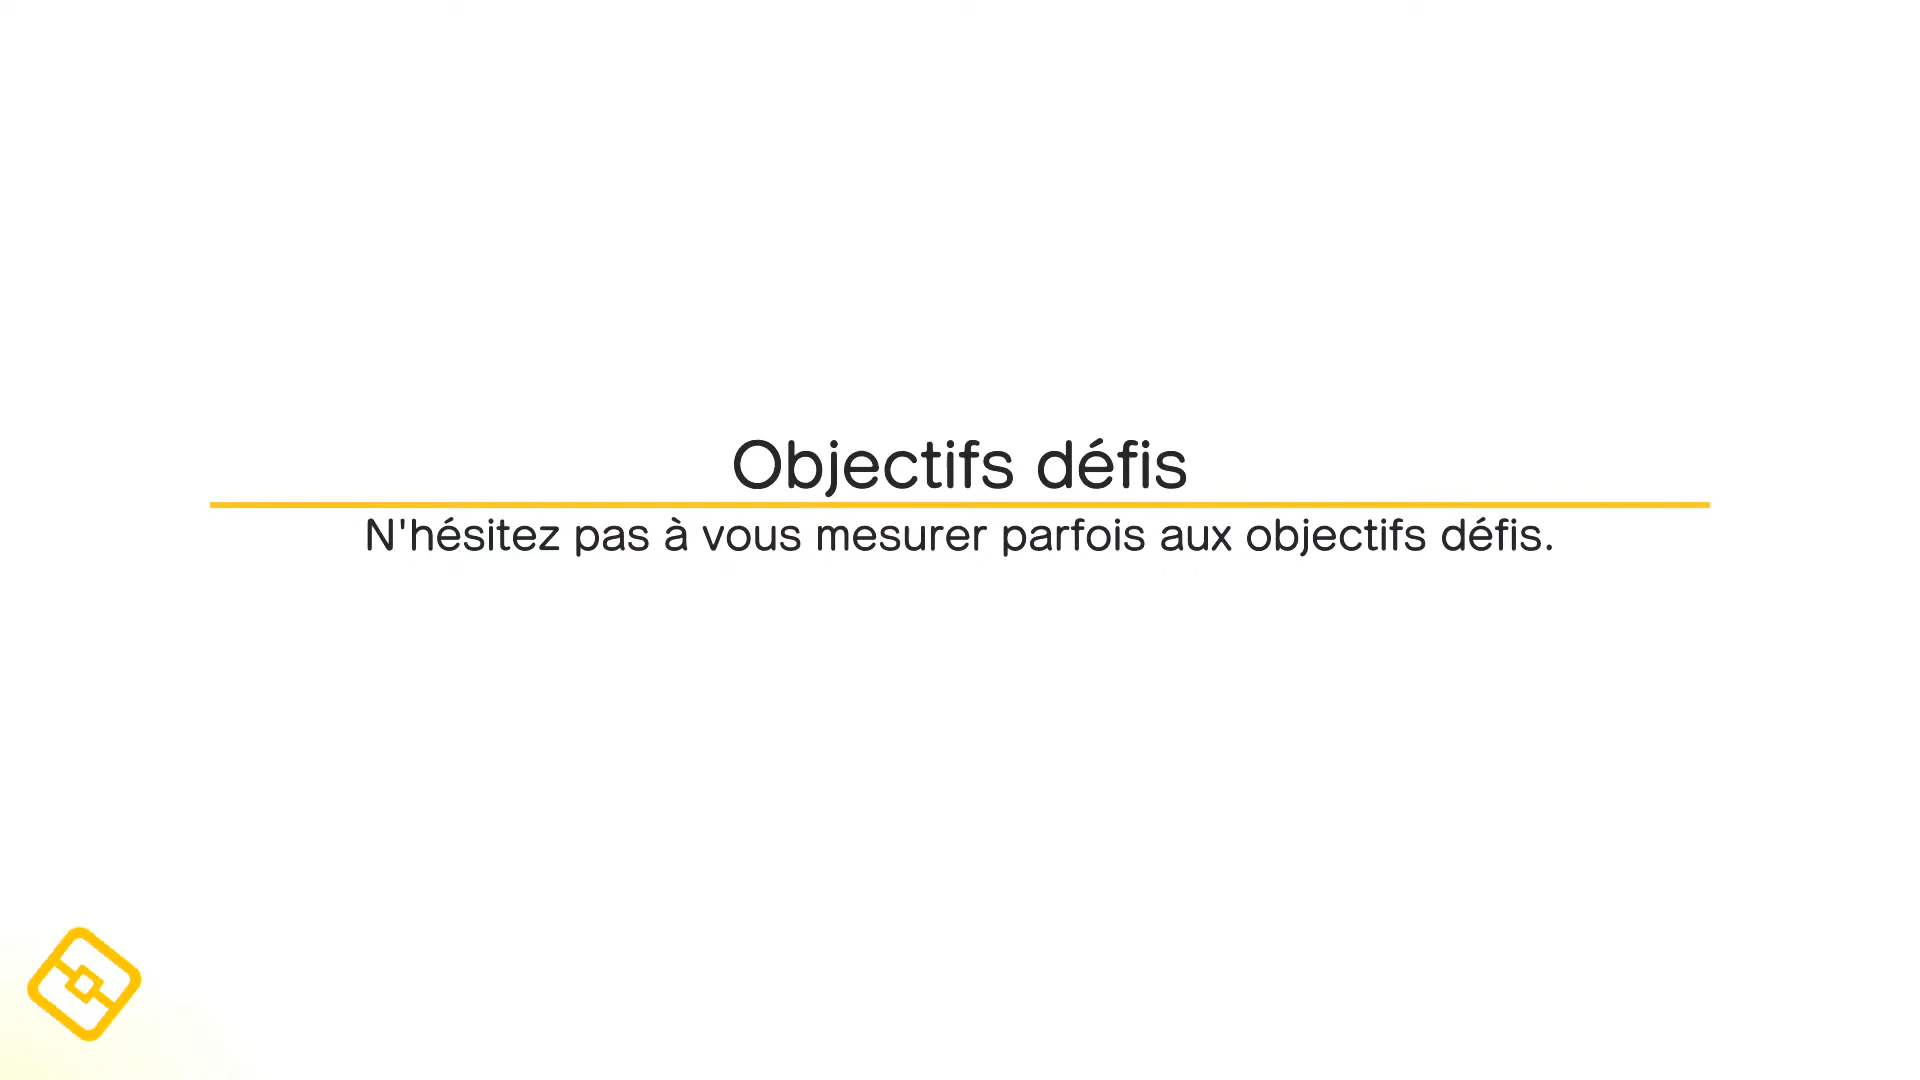 Objectifs défis
N'hésitez pas à vous mesurer parfois aux objectifs défis.